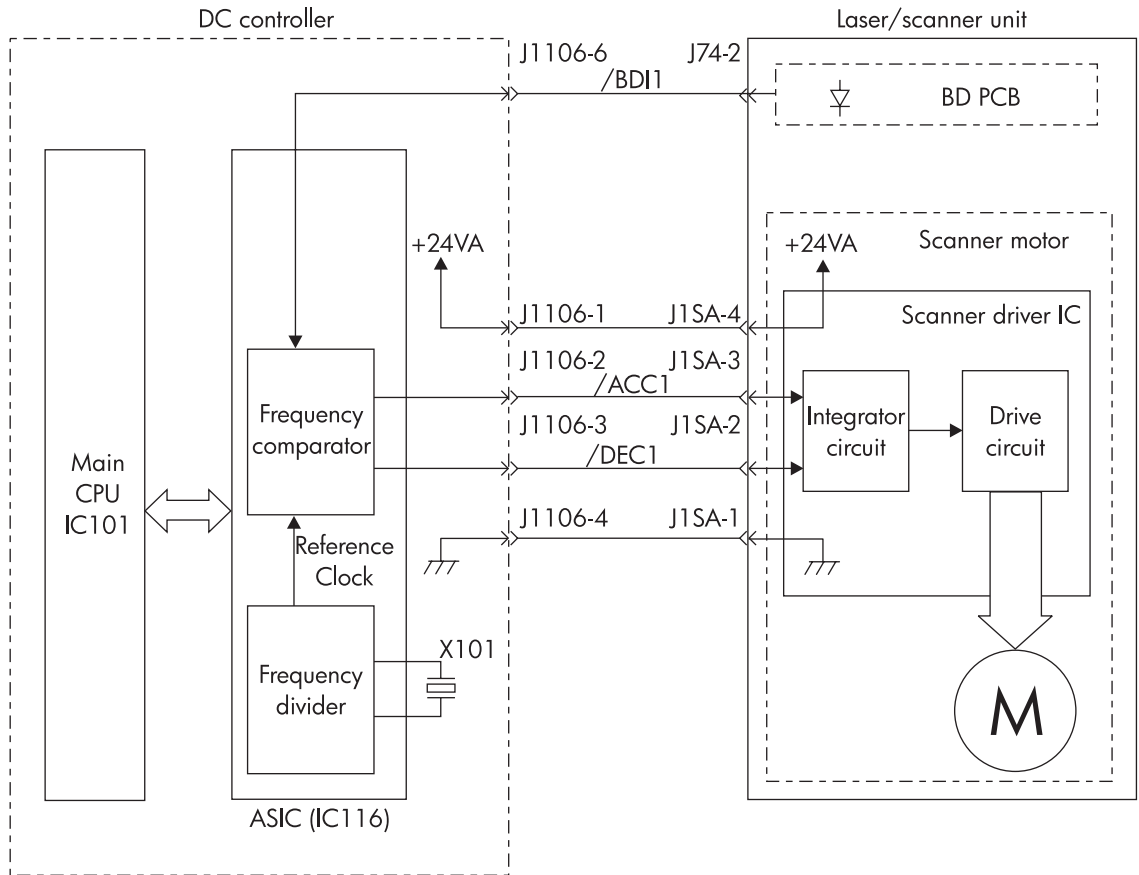 DC controller
Laser/scanner unit
J1106-6
J74-2
/BDI1
BD PCB
+24VA
+24VA
Scanner motor
J1106-1
J1SA-4
Scanner driver IC
J1106-2
J1SA-3
/ACC1
Frequency
comparator
Integrator
circuit
Drive
circuit
J1106-3
J1SA-2
/DEC1
Main
CPU
IC101
J1106-4
J1SA-1
Reference
Clock
X101
Frequency
divider
M
ASIC (IC116)